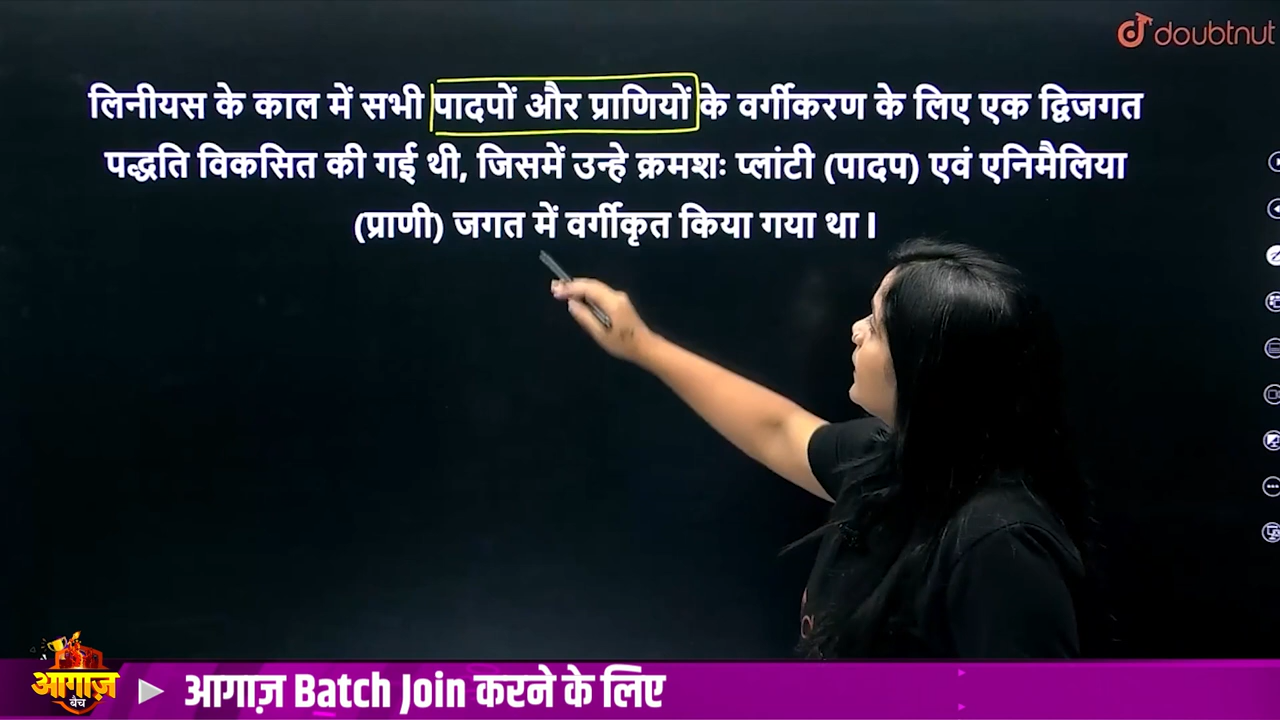 doubtnut
लिनीयस के काल में सभी पादपों और प्राणियों के वर्गीकरण के लिए एक द्विजगत
पद्धति विकसित की गई थी, जिसमें उन्हे क्रमशः प्लांटी (पादप) एवं एनिमैलिया
(प्राणी) जगत में वर्गीकृत किया गया था।
आगाज़
बैच
आगाज़ Batch Join करने के लिए